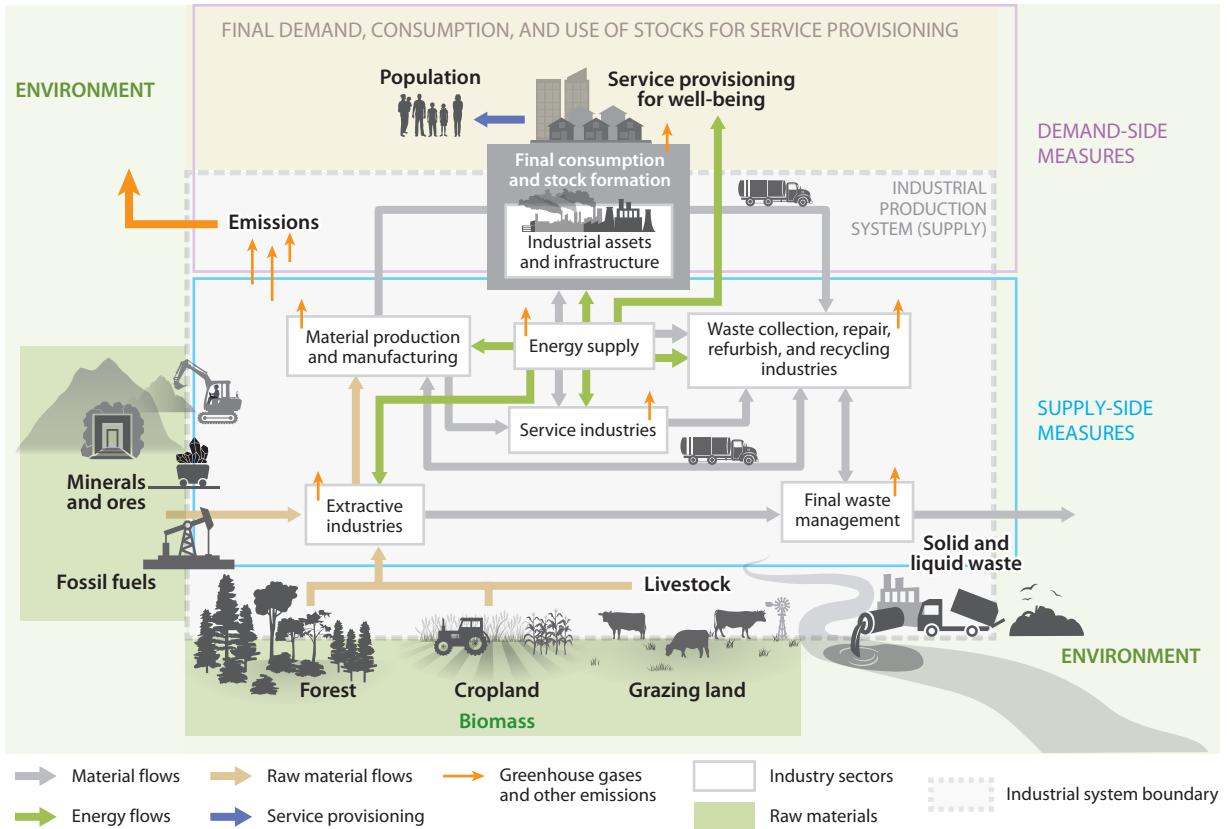 FINAL DEMAND, CONSUMPTION, AND USE OF STOCKS FOR SERVICE PROVISIONING
ENVIRONMENT
Population
Service provisioning
for well-being
DEMAND-SIDE
MEASURES
Final consumption
and stock formation
INDUSTRIAL
PRODUCTION
SYSTEM (SUPPLY)
Emissions
Industrial assets
and infrastructure
Material production
and manufacturing
Energy supply
Waste collection, repair,
refurbish, and recycling
industries
Service industries
SUPPLY-SIDE
MEASURES
Minerals
and ores
Extractive
industries
Final waste
management
Fossil fuels
Solid and
liquid waste
Livestock
Forest
Cropland
Grazing land
Biomass
ENVIRONMENT
Material flows
Raw material flows
Greenhouse gases
and other emissions
Industry sectors
Industrial system boundary
Energy flows
Service provisioning
Raw materials